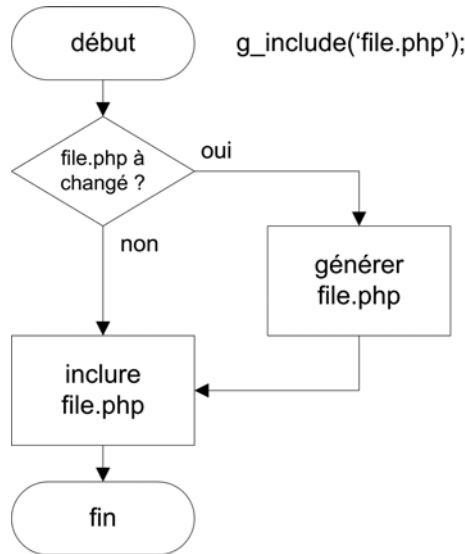 début
g_include(‘file.php’);
file.php à
changé ?
oui
non
générer
file.php
inclure
file.php
fin